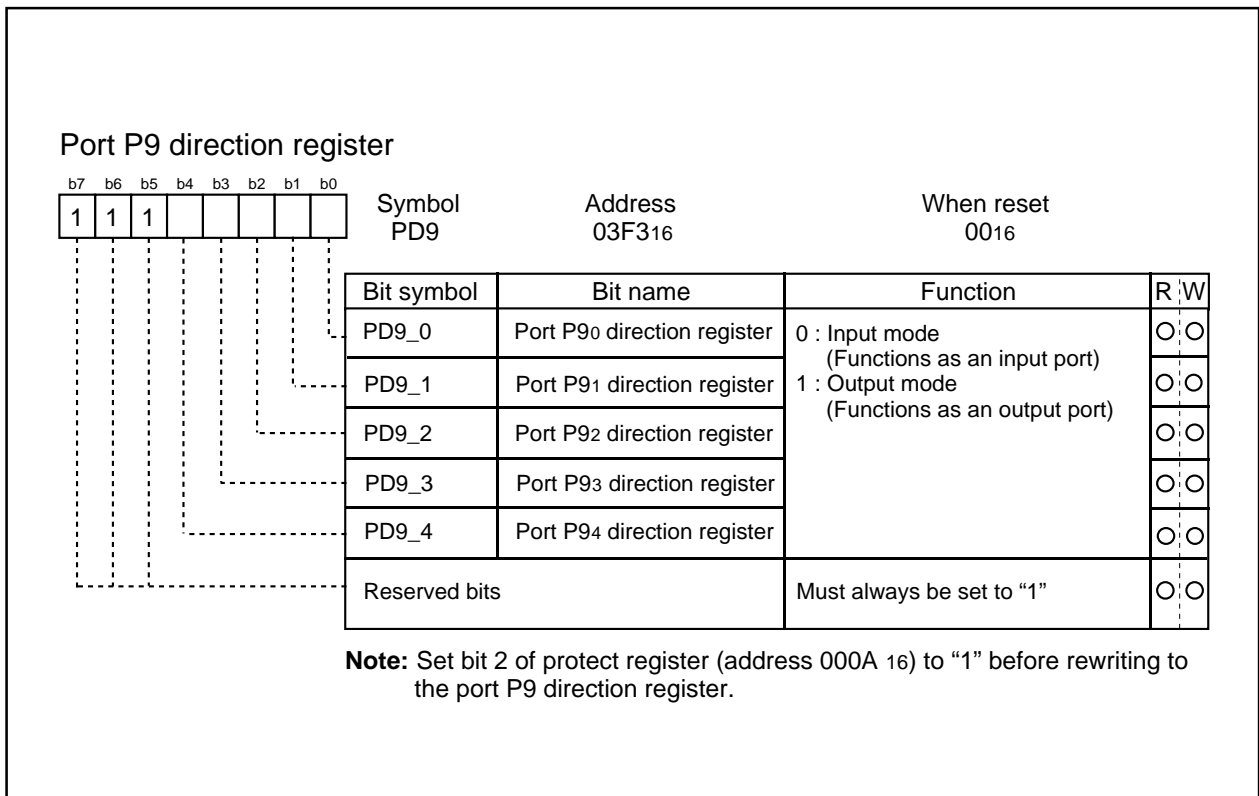 Port P9 direction register
b7 b6 b5 b4 b3 b2 b1 b0
1 1 1
Symbol Address When reset
PD9 03F316 0016
Bit symbol Bit name Function R W
PD9_0 Port P90 direction register 0 : Input mode
(Functions as an input port)
PD9_1 Port P91 direction register 1 : Output mode
(Functions as an output port)
PD9_2 Port P92 direction register
PD9_3 Port P93 direction register
PD9_4 Port P94 direction register
Reserved bits Must always be set to “1”
Note: Set bit 2 of protect register (address 000A 16) to “1” before rewriting to
the port P9 direction register.